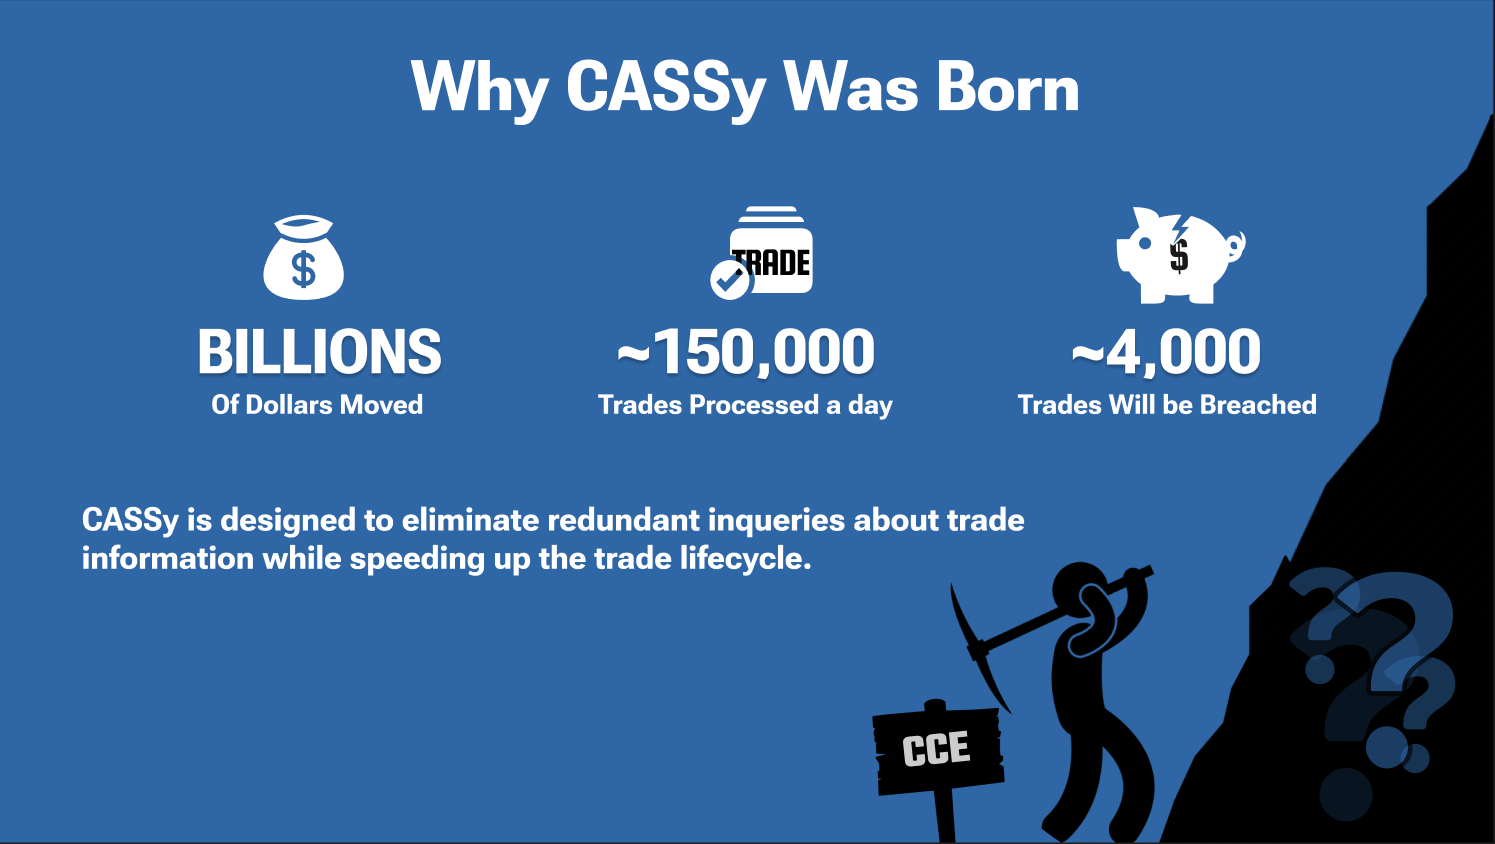 Why CASSy Was Born
$
TRADE
$
BILLIONS
~150,000
~4,000
Of Dollars Moved
Trades Processed a day
Trades Will be Breached
CASSy is designed to eliminate redundant inqueries about trade
information while speeding up the trade lifecycle.
? ? ? ?
CCE